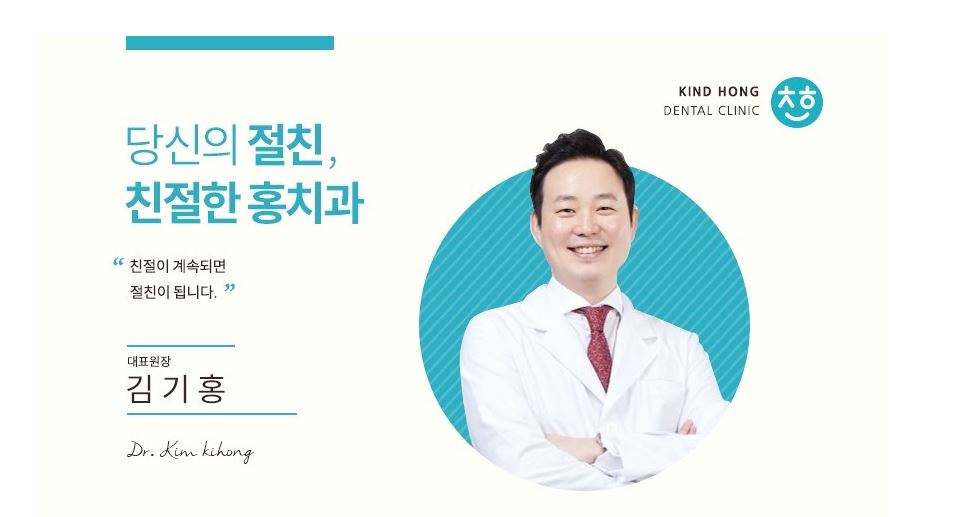 KIND HONG
DENTAL CLINIC
친홍
당신의 절친,
친절한 홍치과
“ 친절이 계속되면
절친이 됩니다. ”
대표원장
김기홍
Dr. Kim kihong